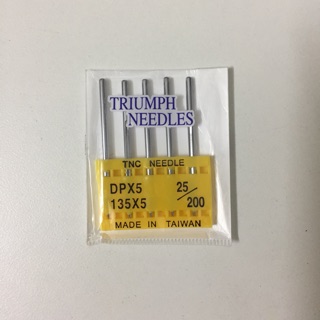 TRIUMPH
NEEDLES
TNC NEEDLE
DPX5 25/
135X5 200
MADE IN TAIWAN